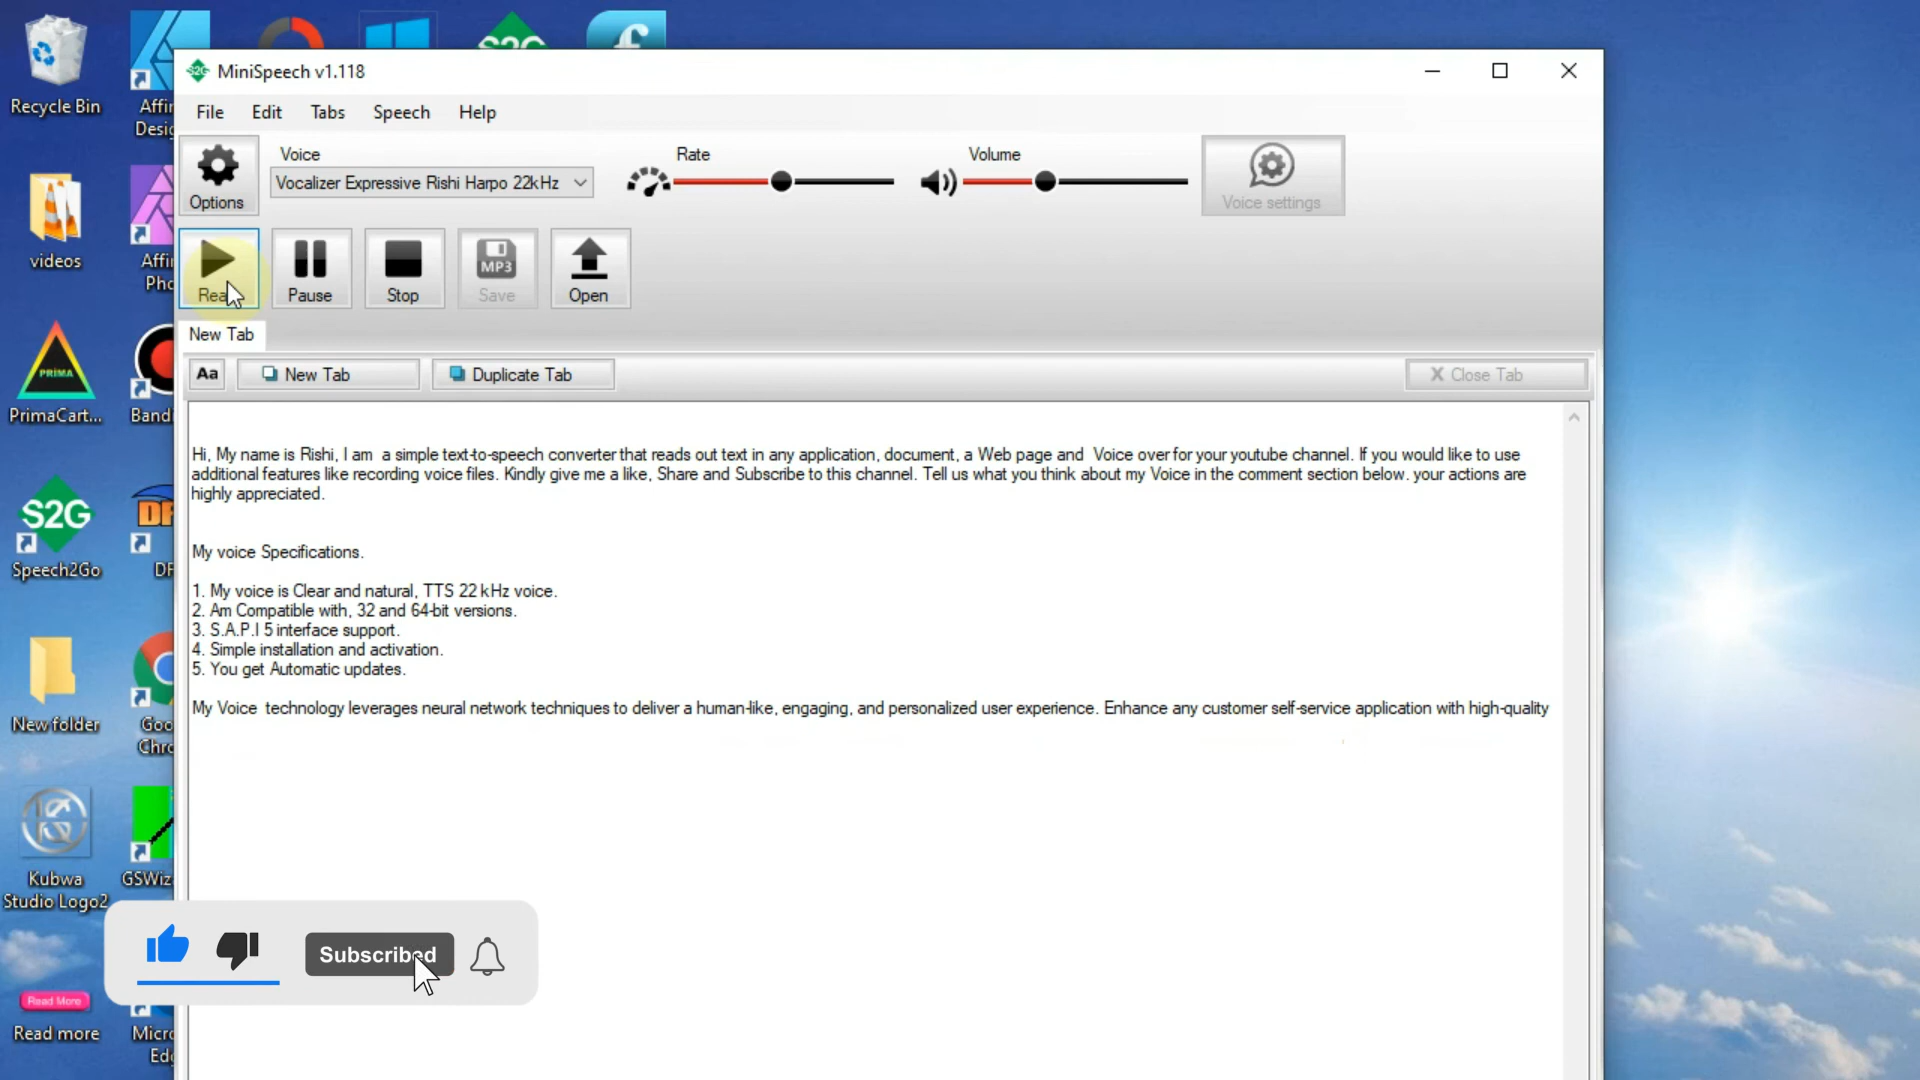 S2G
MiniSpeech v1.118
File Edit Tabs Speech Help
Options
Voice
Vocalizer Expressive Rishi Harpo 22kHz
Rate
Volume
Voice settings
Pause
Stop
MP3
Save
Open
New Tab
Aa
New Tab
Duplicate Tab
X Close Tab
Hi, My name is Rishi, I am a simple text-to-speech converter that reads out text in any application, document, a Web page and Voice over for your youtube channel. If you would like to use
additional features like recording voice files. Kindly give me a like, Share and Subscribe to this channel. Tell us what you think about my Voice in the comment section below. your actions are
highly appreciated.
My voice Specifications.
1. My voice is Clear and natural, TTS 22 kHz voice.
2. Am Compatible with, 32 and 64-bit versions.
3. S.A.P.I 5 interface support.
4. Simple installation and activation.
5. You get Automatic updates.
My Voice technology leverages neural network techniques to deliver a human-like, engaging, and personalized user experience. Enhance any customer self-service application with high-quality
Recycle Bin
videos
PRIMA
PrimaCart...
S2G
Speech2Go
New folder
Kubwa
Studio Logo2
Read More
Read more
Subscribed